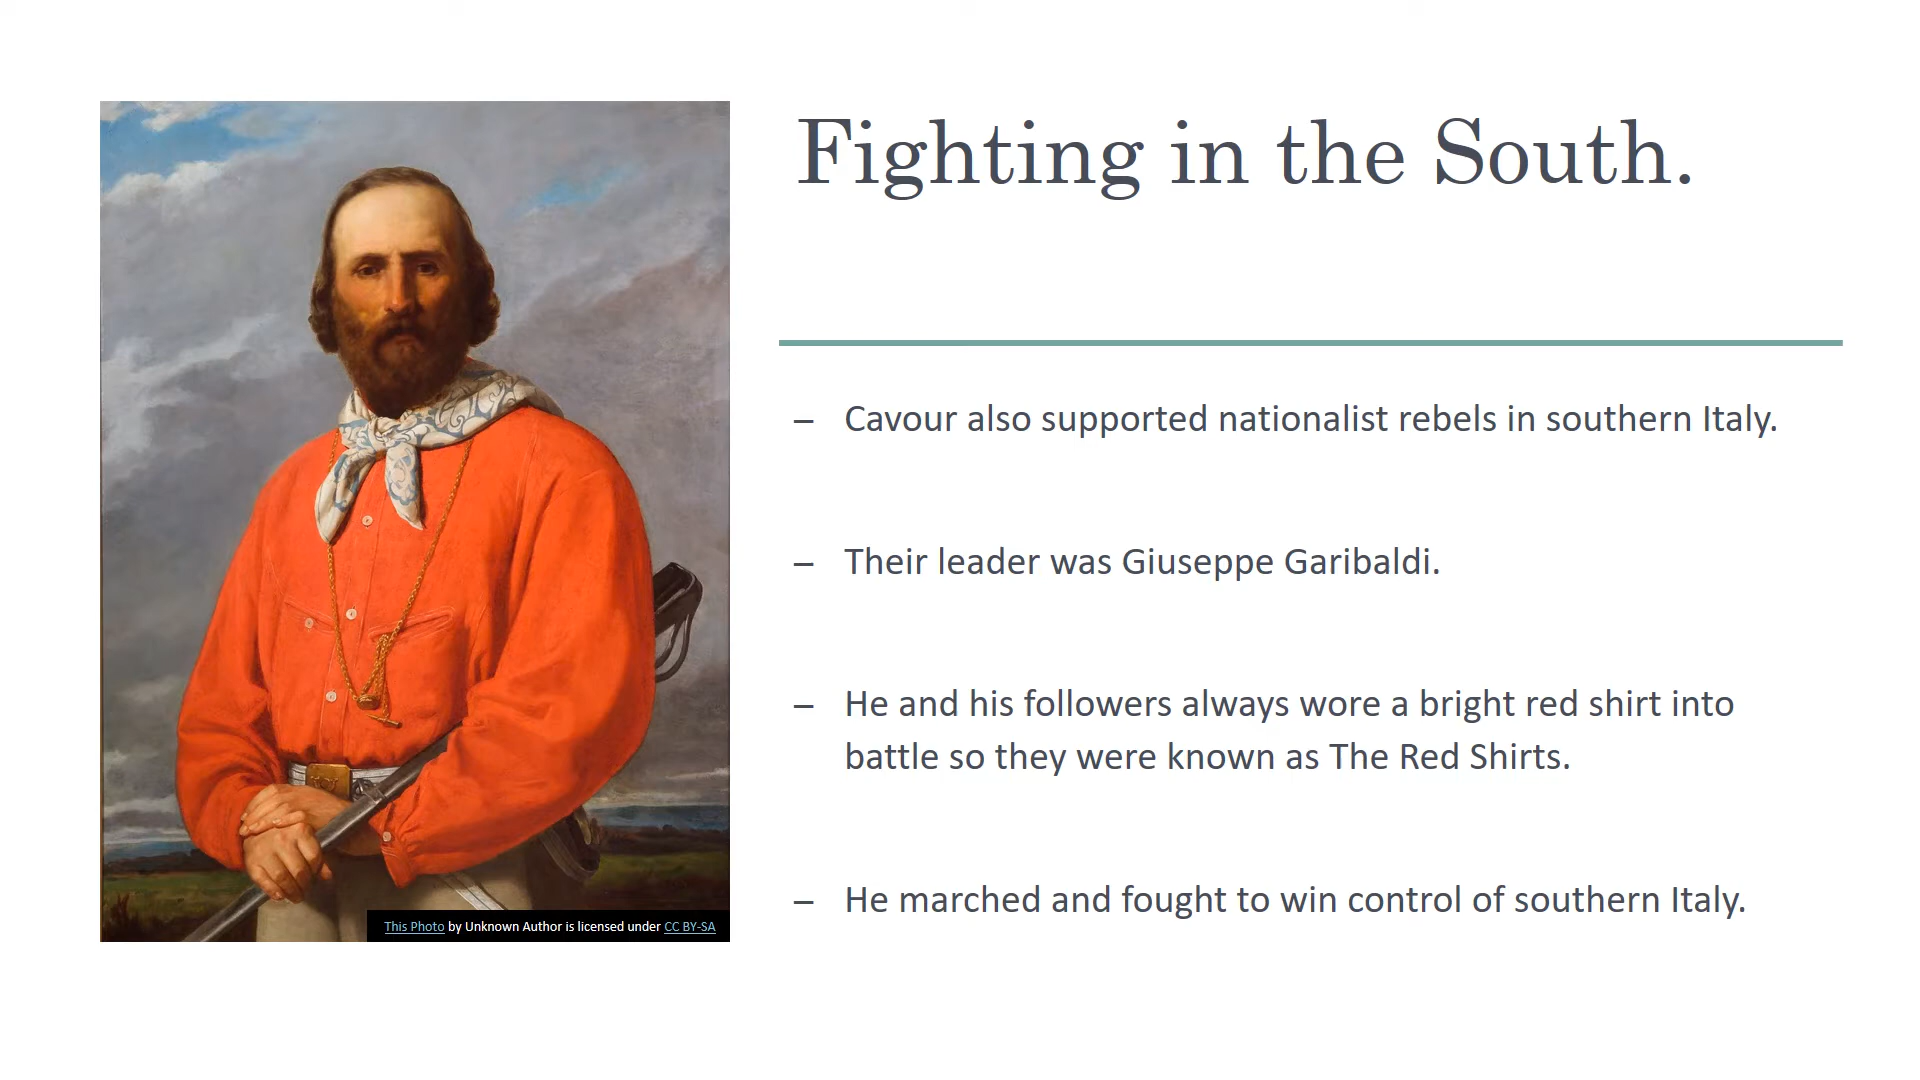 Fighting in the South.
– Cavour also supported nationalist rebels in southern Italy.
– Their leader was Giuseppe Garibaldi.
– He and his followers always wore a bright red shirt into
battle so they were known as The Red Shirts.
– He marched and fought to win control of southern Italy.
This Photo by Unknown Author is licensed under CC BY-SA